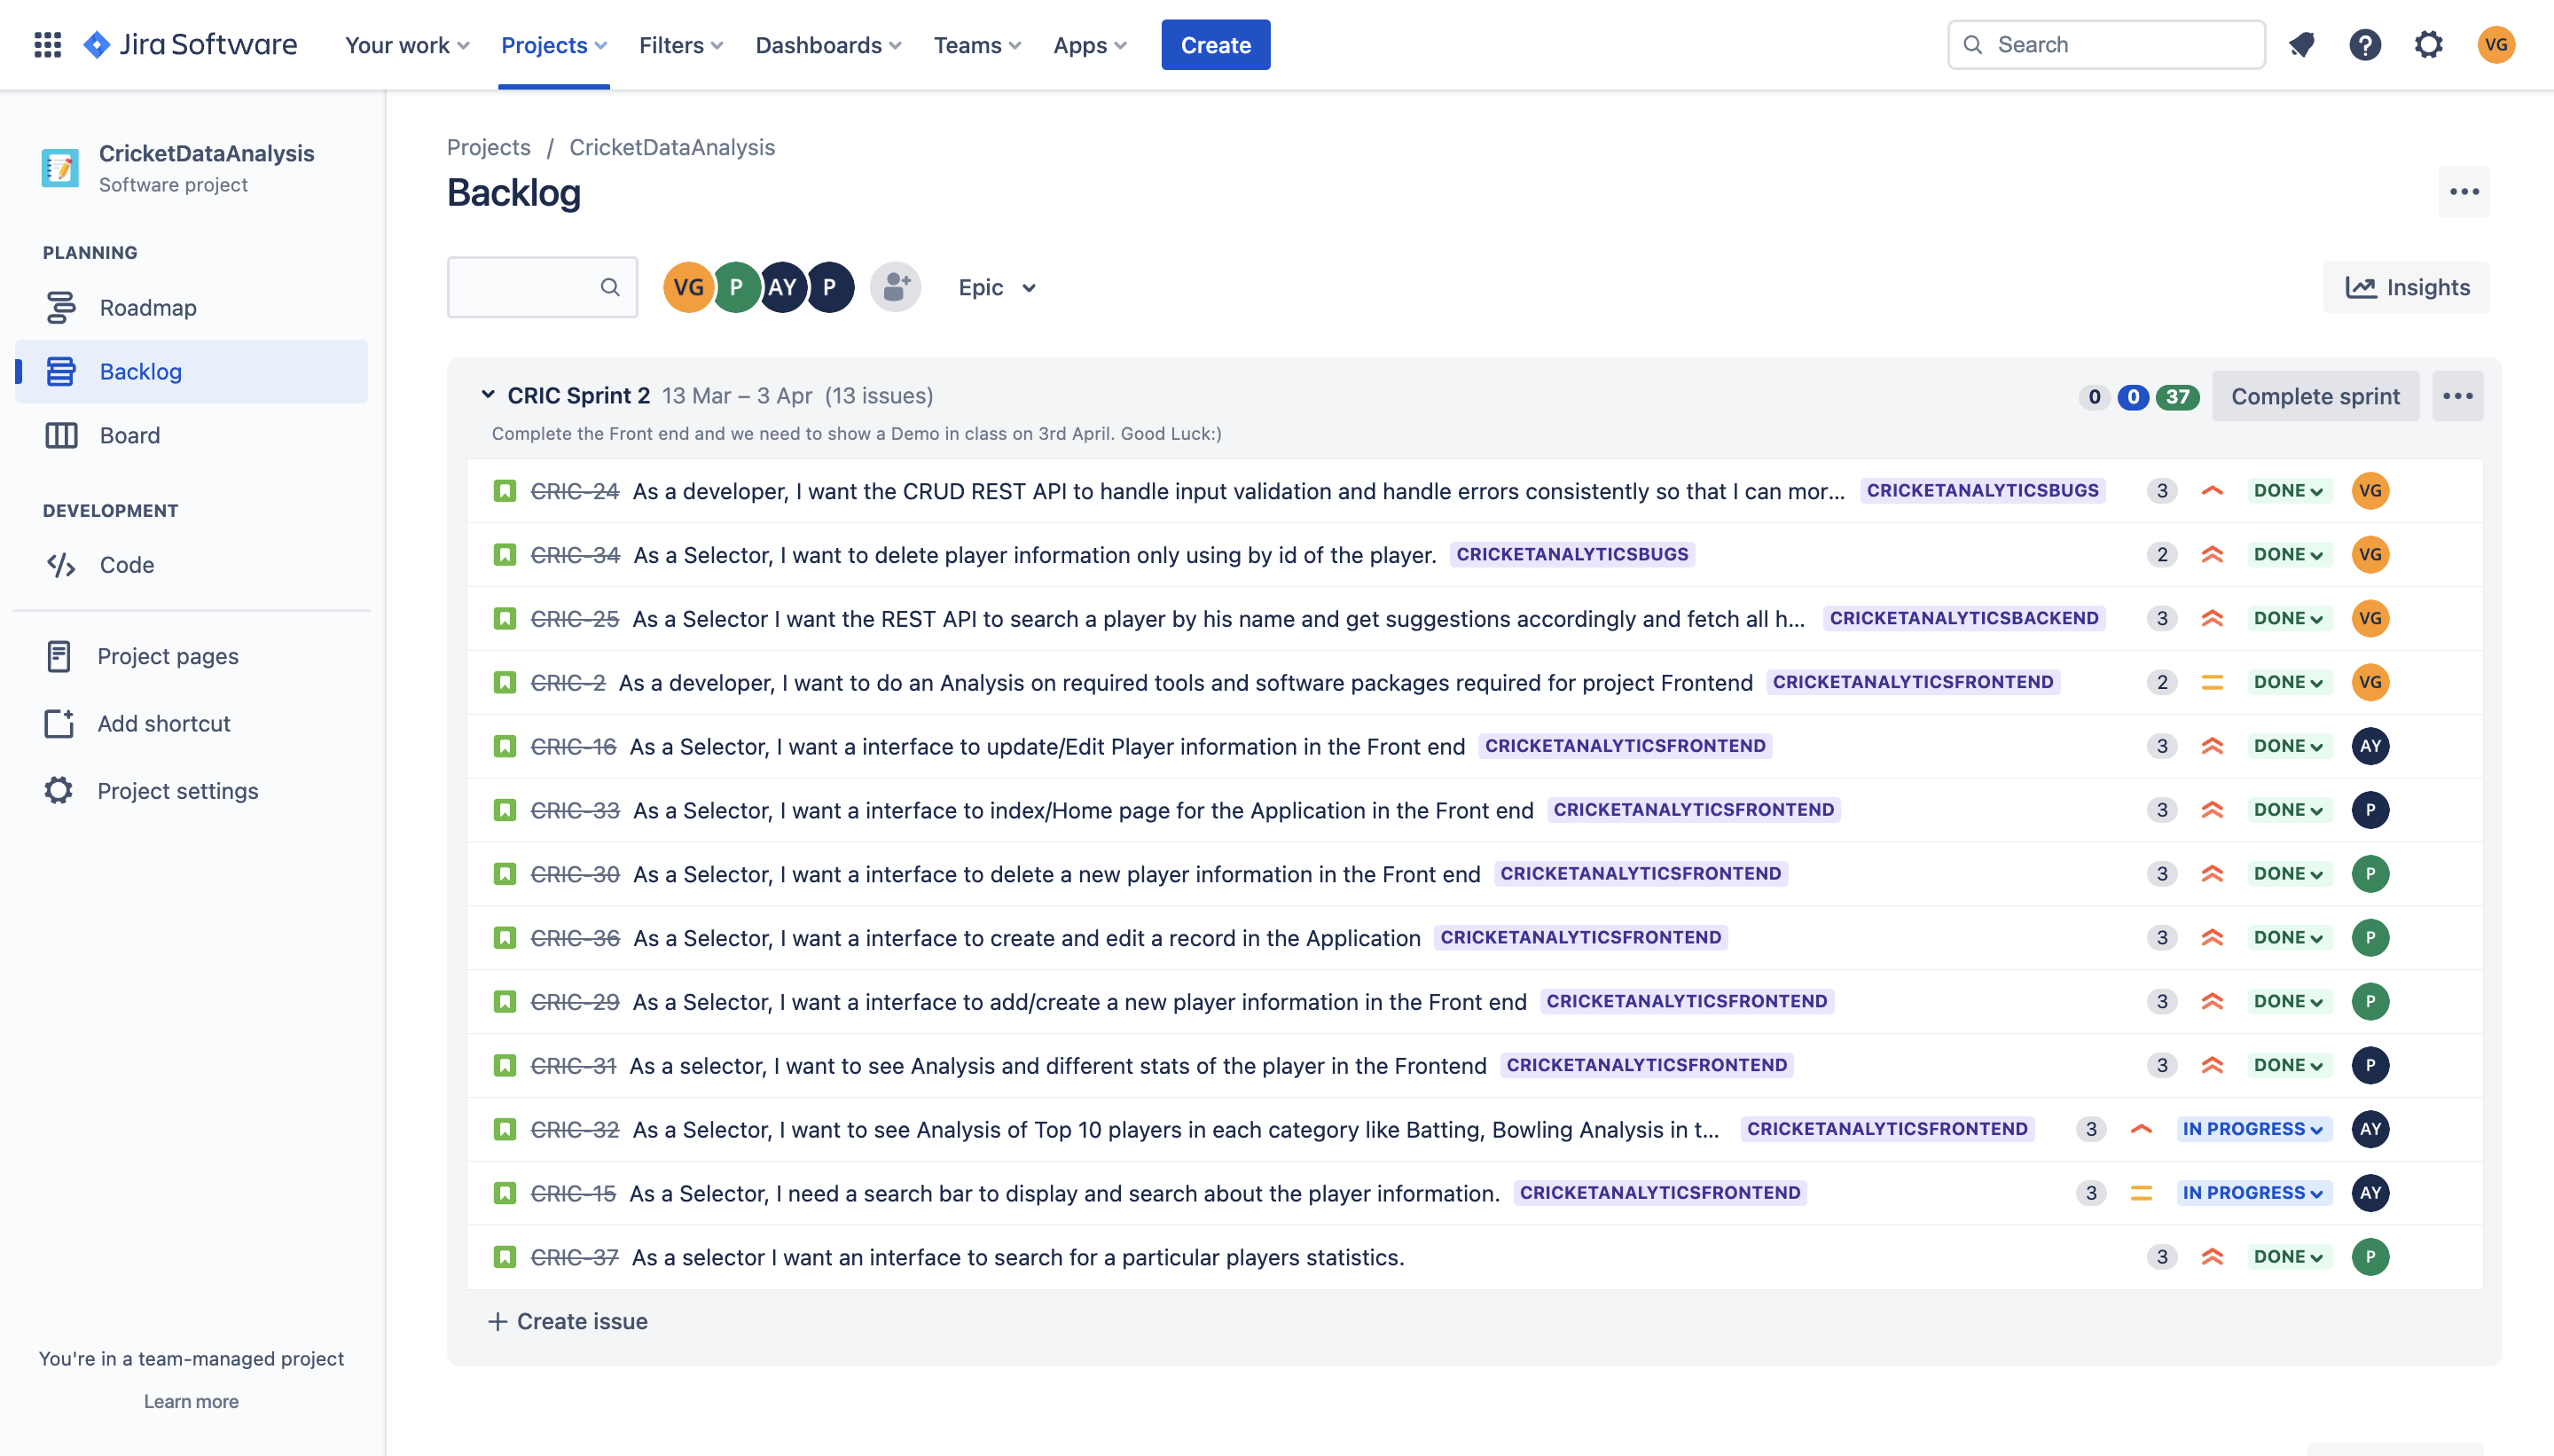 Jira Software Your work Projects Filters Dashboards Teams Apps Create Search VG
CricketDataAnalysis
Software project
PLANNING
Roadmap
Backlog
Board
DEVELOPMENT
Code
Project pages
Add shortcut
Project settings
You're in a team-managed project
Learn more
Projects / CricketDataAnalysis
Backlog
VG P AY P Epic Insights
CRIC Sprint 2 13 Mar – 3 Apr (13 issues) 0 0 37 Complete sprint
Complete the Front end and we need to show a Demo in class on 3rd April. Good Luck:)
CRIC-24 As a developer, I want the CRUD REST API to handle input validation and handle errors consistently so that I can mor... CRICKETANALYTICSBUGS 3 DONE VG
CRIC-34 As a Selector, I want to delete player information only using by id of the player. CRICKETANALYTICSBUGS 2 DONE VG
CRIC-25 As a Selector I want the REST API to search a player by his name and get suggestions accordingly and fetch all h... CRICKETANALYTICSBACKEND 3 DONE VG
CRIC-2 As a developer, I want to do an Analysis on required tools and software packages required for project Frontend CRICKETANALYTICSFRONTEND 2 DONE VG
CRIC-16 As a Selector, I want a interface to update/Edit Player information in the Front end CRICKETANALYTICSFRONTEND 3 DONE AY
CRIC-33 As a Selector, I want a interface to index/Home page for the Application in the Front end CRICKETANALYTICSFRONTEND 3 DONE P
CRIC-30 As a Selector, I want a interface to delete a new player information in the Front end CRICKETANALYTICSFRONTEND 3 DONE P
CRIC-36 As a Selector, I want a interface to create and edit a record in the Application CRICKETANALYTICSFRONTEND 3 DONE P
CRIC-29 As a Selector, I want a interface to add/create a new player information in the Front end CRICKETANALYTICSFRONTEND 3 DONE P
CRIC-31 As a selector, I want to see Analysis and different stats of the player in the Frontend CRICKETANALYTICSFRONTEND 3 DONE P
CRIC-32 As a Selector, I want to see Analysis of Top 10 players in each category like Batting, Bowling Analysis in t... CRICKETANALYTICSFRONTEND 3 IN PROGRESS AY
CRIC-15 As a Selector, I need a search bar to display and search about the player information. CRICKETANALYTICSFRONTEND 3 IN PROGRESS AY
CRIC-37 As a selector I want an interface to search for a particular players statistics. 3 DONE P
Create issue